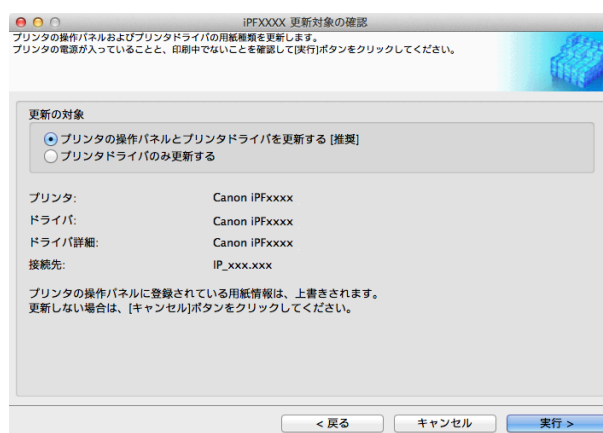 iPFXXXX 更新対象の確認
プリンタの操作パネルおよびプリンタドライバの用紙種類を更新します。
プリンタの電源が入っていることと、印刷中でないことを確認して[実行]ボタンをクリックしてください。
更新の対象
プリンタの操作パネルとプリンタドライバを更新する [推奨]
プリンタドライバのみ更新する
プリンタ: Canon iPFxxxx
ドライバ: Canon iPFxxxx
ドライバ詳細: Canon iPFxxxx
接続先: IP_xxx.xxx
プリンタの操作パネルに登録されている用紙情報は、上書きされます。
更新しない場合は、[キャンセル]ボタンをクリックしてください。
< 戻る キャンセル 実行 >